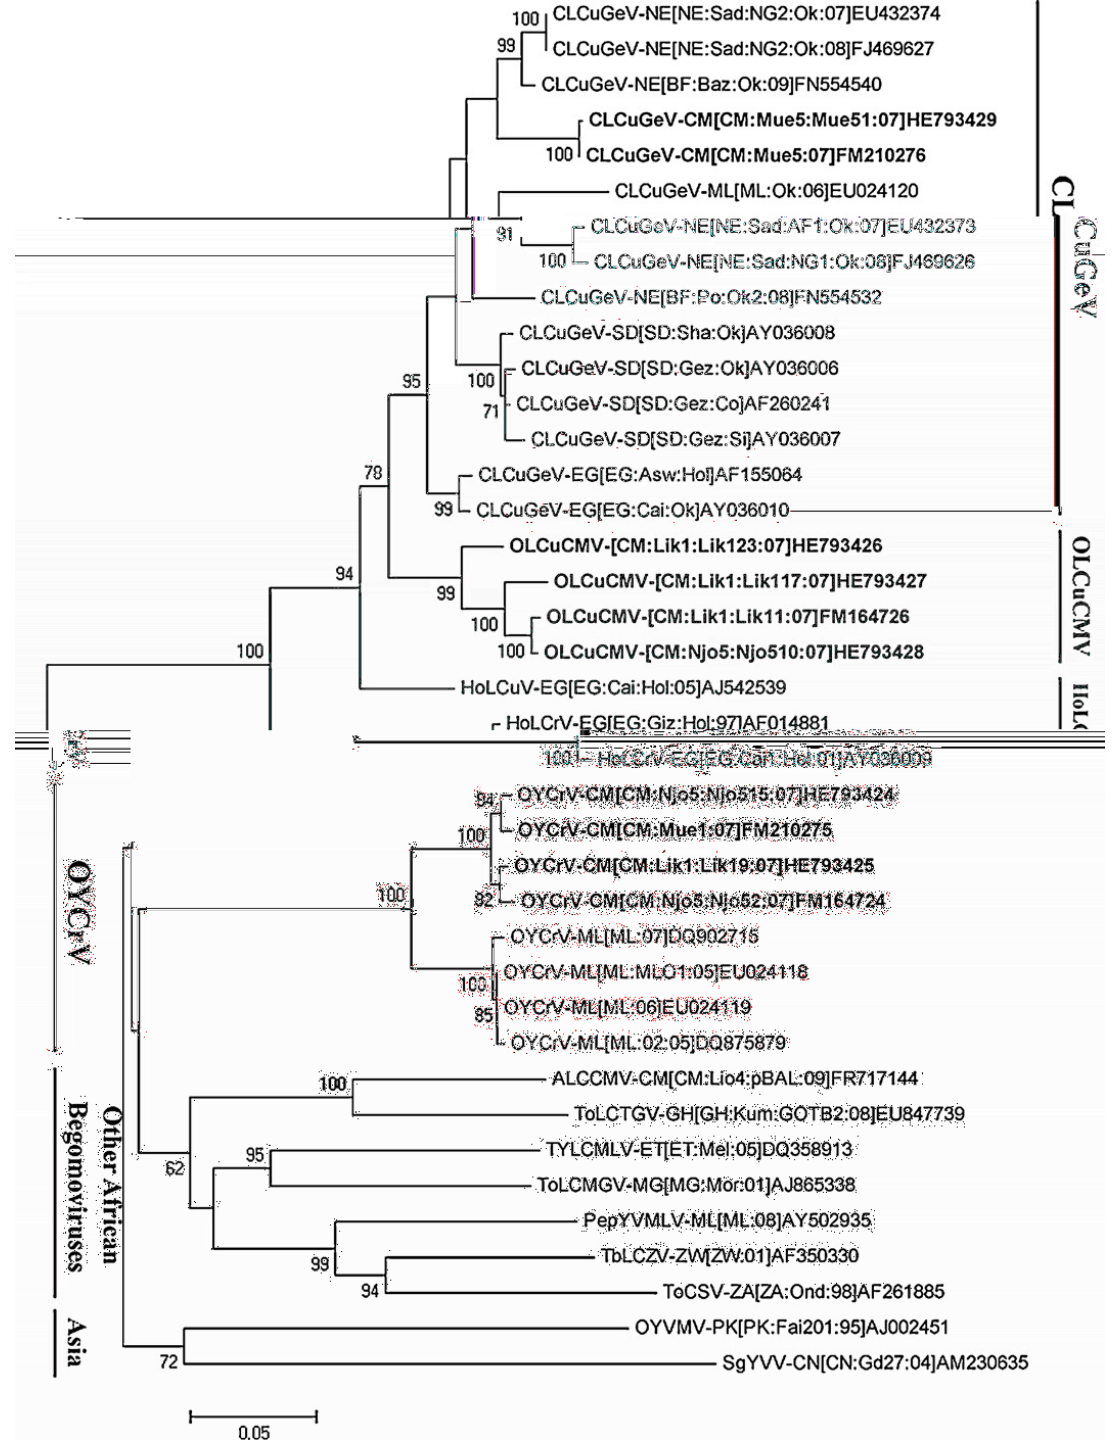 100
CLCuGeV-NE[NE:Sad:NG2:Ok:07]EU432374
99
CLCuGeV-NE[NE:Sad:NG2:Ok:08]FJ469627
CLCuGeV-NE[BF:Baz:Ok:09]FN554540
CLCuGeV-CM[CM:Mue5:Mue51:07]HE793429
100
CLCuGeV-CM[CM:Mue5:07]FM210276
CLCuGeV-ML[ML:Ok:06]EU024120
CLCuGeV
91
CLCuGeV-NE[NE:Sad:AF1:Ok:07]EU432373
100
CLCuGeV-NE[NE:Sad:NG1:Ok:08]FJ469626
CLCuGeV-NE[BF:Po:Ok2:08]FN554532
CLCuGeV-SD[SD:Sha:Ok]AY036008
95
100
CLCuGeV-SD[SD:Gez:Ok]AY036006
71
CLCuGeV-SD[SD:Gez:Co]AF260241
CLCuGeV-SD[SD:Gez:Si]AY036007
78
CLCuGeV-EG[EG:Asw:Hol]AF155064
99
CLCuGeV-EG[EG:Cai:Ok]AY036010
OLCuCMV-[CM:Lik1:Lik123:07]HE793426
OLCuCMV
94
99
OLCuCMV-[CM:Lik1:Lik117:07]HE793427
100
OLCuCMV-[CM:Lik1:Lik11:07]FM164726
100
100
OLCuCMV-[CM:Njo5:Njo510:07]HE793428
HoLCuV-EG[EG:Cai:Hol:05]AJ542539
HoLC
HoLCrV-EG[EG:Giz:Hol:97]AF014881
100
HoLCrV-EG[EG:Cai1:Hol:01]AY036009
94
OYCrV-CM[CM:Njo5:Njo515:07]HE793424
100
OYCrV-CM[CM:Mue1:07]FM210275
OYCrV
OYCrV-CM[CM:Lik1:Lik19:07]HE793425
100
82
OYCrV-CM[CM:Njo5:Njo52:07]FM164724
OYCrV-ML[ML:07]DQ902715
100
OYCrV-ML[ML:MLO1:05]EU024118
85
OYCrV-ML[ML:06]EU024119
OYCrV-ML[ML:02:05]DQ875879
100
ALCCMV-CM[CM:Lio4:pBAL:09]FR717144
ToLCTGV-GH[GH:Kum:GOTB2:08]EU847739
Other African
Begomoviruses
95
TYLCMLV-ET[ET:Mel:05]DQ358913
62
ToLCMGV-MG[MG:Mor:01]AJ865338
PepYVMLV-ML[ML:08]AY502935
99
TbLCZV-ZW[ZW:01]AF350330
94
ToCSV-ZA[ZA:Ond:98]AF261885
Asia
OYVMV-PK[PK:Fai201:95]AJ002451
72
SgYVV-CN[CN:Gd27:04]AM230635
0.05